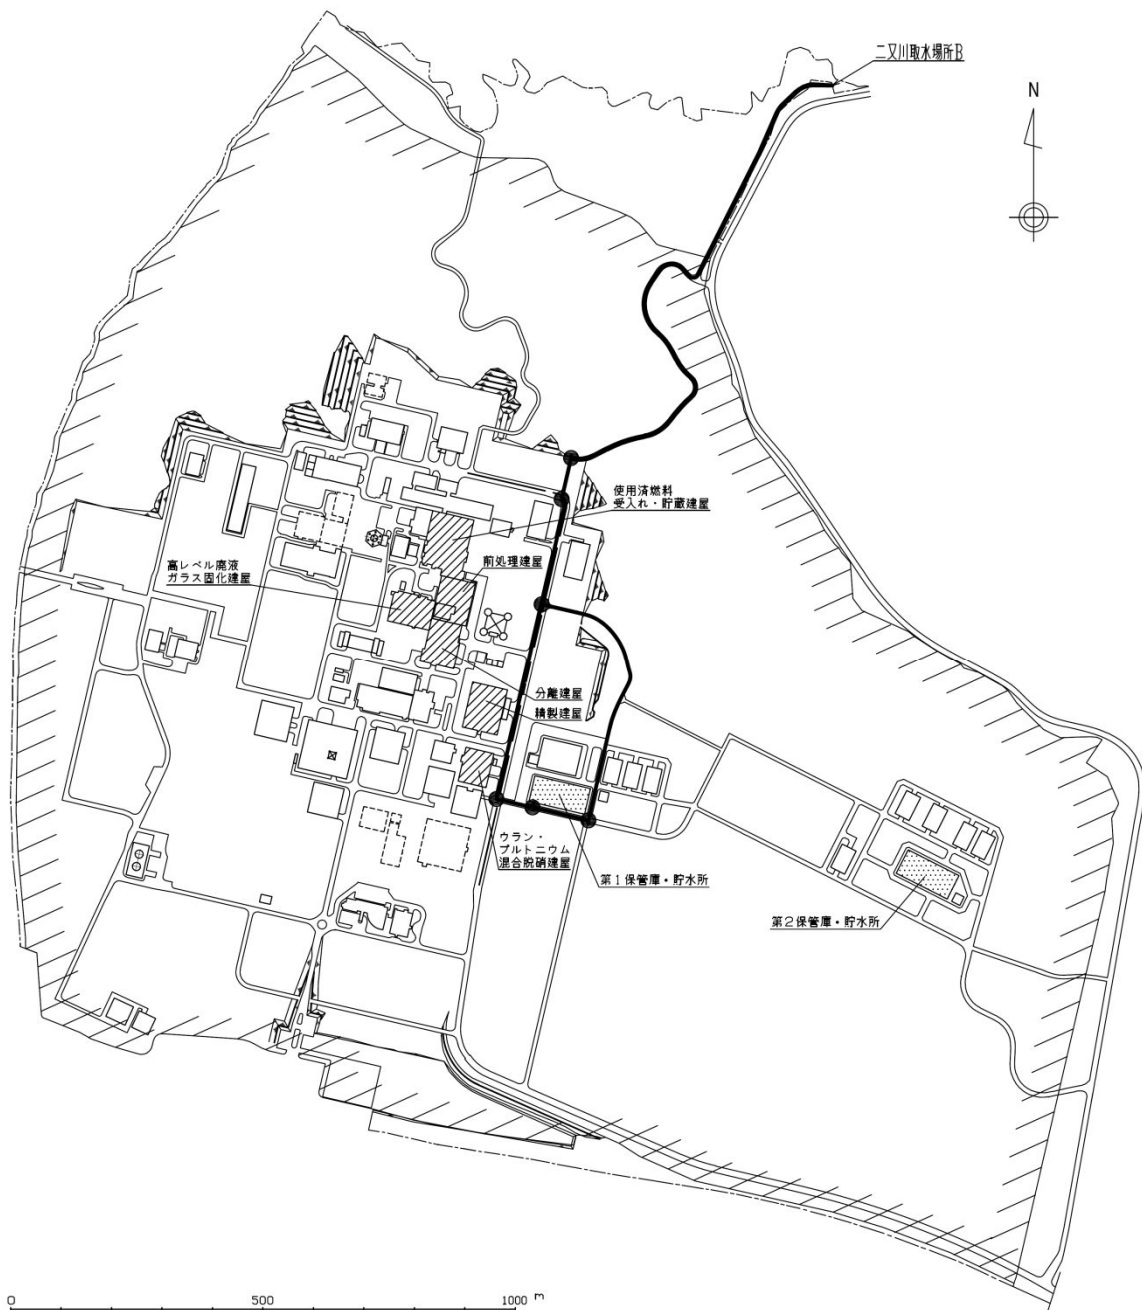 二又川取水場所B
N
使用済燃料
受入れ・貯蔵建屋
前処理建屋
高レベル廃液
ガラス固化建屋
分離建屋
精製建屋
ウラン・
プルトニウム
混合脱硝建屋
第1保管庫・貯水所
第2保管庫・貯水所
0 500 1000 m